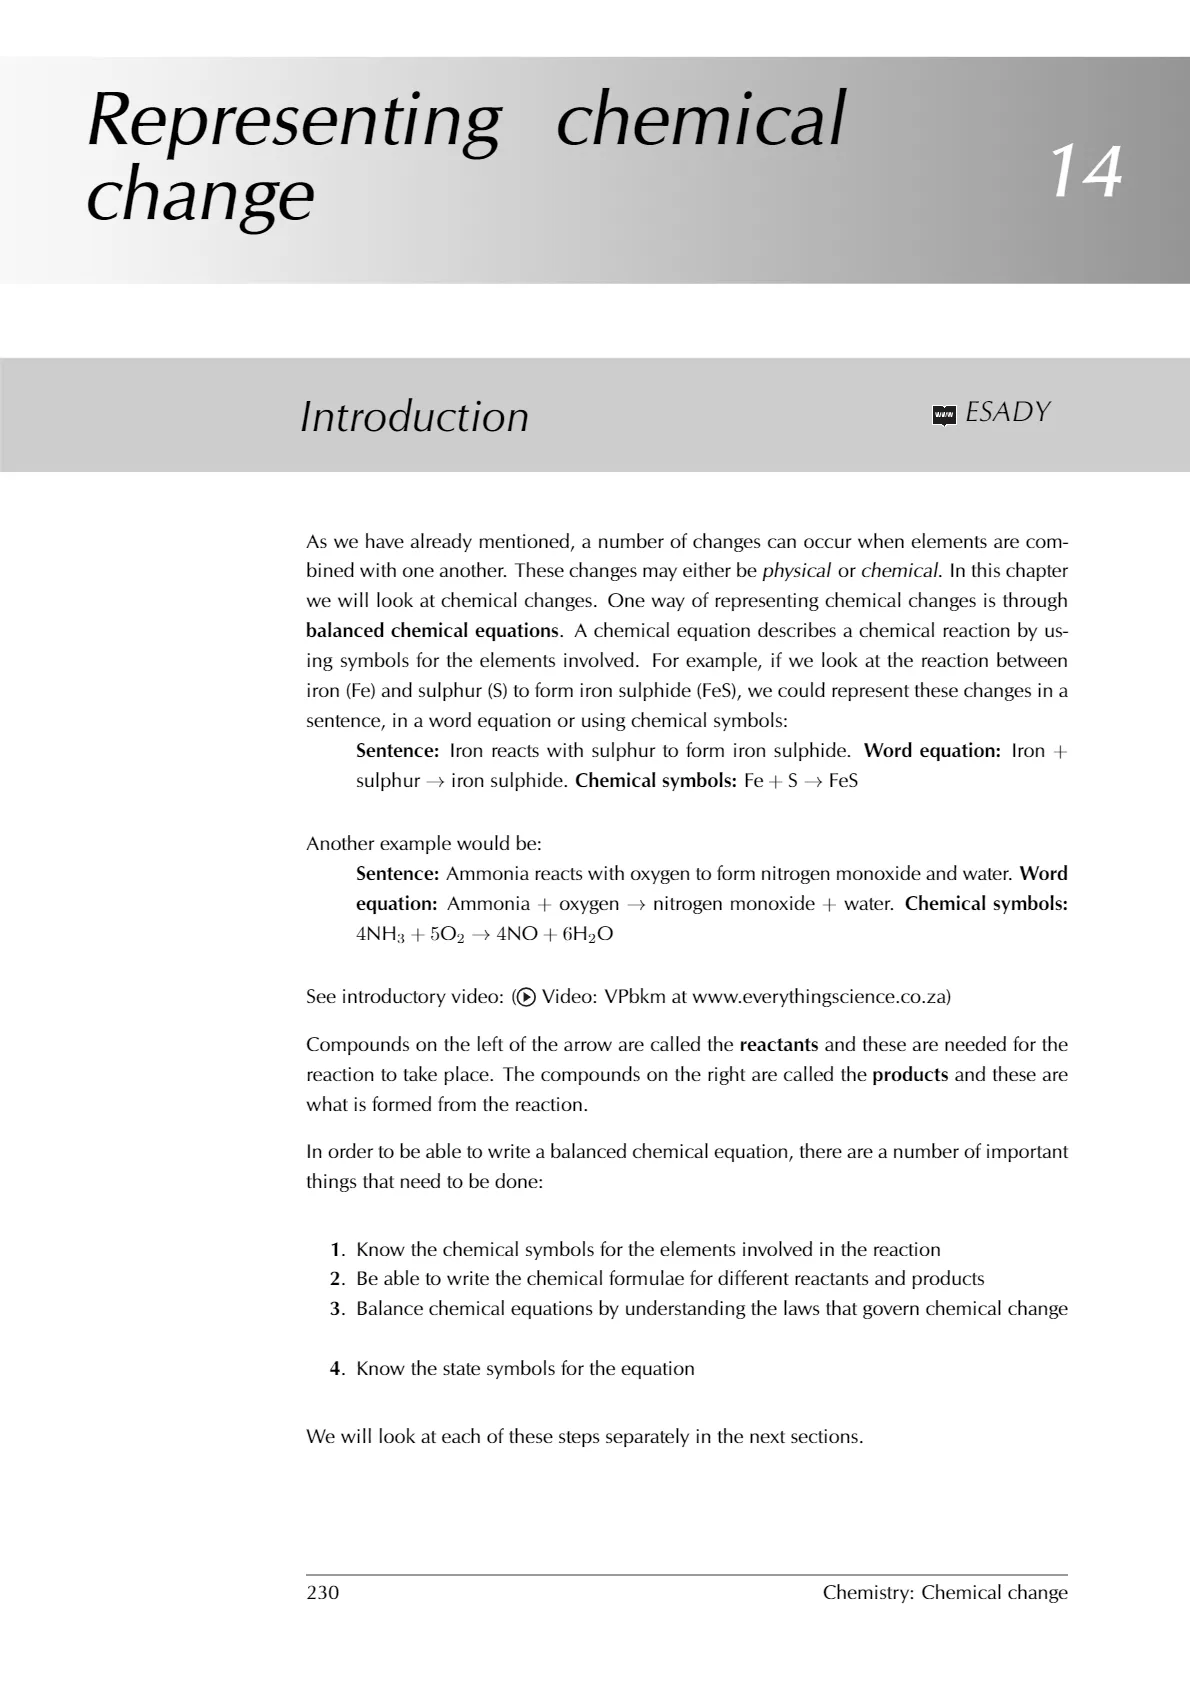 Representing chemical
change
14
Introduction
www ESADY
As we have already mentioned, a number of changes can occur when elements are com-
bined with one another. These changes may either be physical or chemical. In this chapter
we will look at chemical changes. One way of representing chemical changes is through
balanced chemical equations. A chemical equation describes a chemical reaction by us-
ing symbols for the elements involved. For example, if we look at the reaction between
iron (Fe) and sulphur (S) to form iron sulphide (FeS), we could represent these changes in a
sentence, in a word equation or using chemical symbols:
Sentence: Iron reacts with sulphur to form iron sulphide. Word equation: Iron +
sulphur → iron sulphide. Chemical symbols: Fe + S → FeS
Another example would be:
Sentence: Ammonia reacts with oxygen to form nitrogen monoxide and water. Word
equation: Ammonia + oxygen → nitrogen monoxide + water. Chemical symbols:
4NH₃ + 5O₂ → 4NO + 6H₂O
See introductory video: (▶ Video: VPbkm at www.everythingscience.co.za)
Compounds on the left of the arrow are called the reactants and these are needed for the
reaction to take place. The compounds on the right are called the products and these are
what is formed from the reaction.
In order to be able to write a balanced chemical equation, there are a number of important
things that need to be done:
1. Know the chemical symbols for the elements involved in the reaction
2. Be able to write the chemical formulae for different reactants and products
3. Balance chemical equations by understanding the laws that govern chemical change
4. Know the state symbols for the equation
We will look at each of these steps separately in the next sections.
230
Chemistry: Chemical change